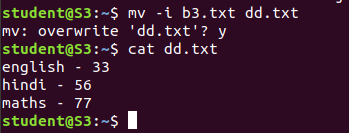 student@S3:~$ mv -i b3.txt dd.txt
mv: overwrite 'dd.txt'? y
student@S3:~$ cat dd.txt
english - 33
hindi - 56
maths - 77
student@S3:~$